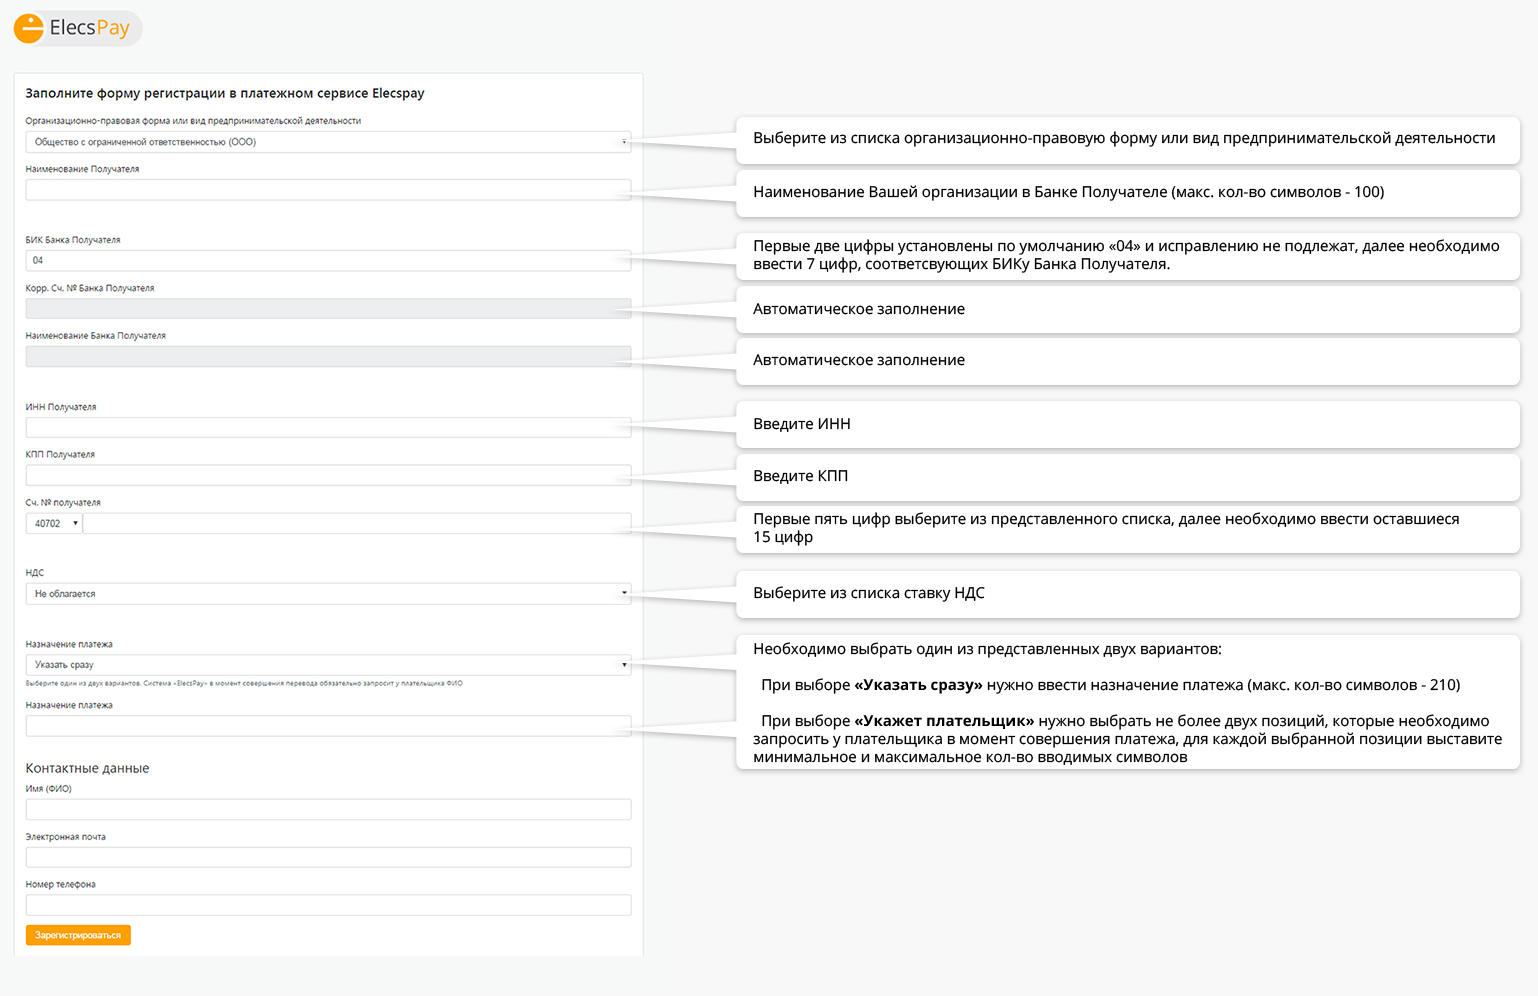 ElecsPay
Заполните форму регистрации в платежном сервисе Elecspay
Организационно-правовая форма или вид предпринимательской деятельности
Общество с ограниченной ответственностью (ООО)
Выберите из списка организационно-правовую форму или вид предпринимательской деятельности
Наименование Получателя
Наименование Вашей организации в Банке Получателе (макс. кол-во символов - 100)
БИК Банка Получателя
04
Первые две цифры установлены по умолчанию «04» и исправлению не подлежат, далее необходимо
ввести 7 цифр, соответсвующих БИКу Банка Получателя.
Корр. Сч. № Банка Получателя
Автоматическое заполнение
Наименование Банка Получателя
Автоматическое заполнение
ИНН Получателя
Введите ИНН
КПП Получателя
Введите КПП
Сч. № получателя
40702
Первые пять цифр выберите из представленного списка, далее необходимо ввести оставшиеся
15 цифр
НДС
Не облагается
Выберите из списка ставку НДС
Назначение платежа
Указать сразу
Выберите один из двух вариантов. Система «ElecsPay» в момент совершения перевода обязательно запросит у плательщика ФИО
Назначение платежа
Необходимо выбрать один из представленных двух вариантов:
При выборе «Указать сразу» нужно ввести назначение платежа (макс. кол-во символов - 210)
При выборе «Укажет плательщик» нужно выбрать не более двух позиций, которые необходимо
запросить у плательщика в момент совершения платежа, для каждой выбранной позиции выставите
минимальное и максимальное кол-во вводимых символов
Контактные данные
Имя (ФИО)
Электронная почта
Номер телефона
Зарегистрироваться